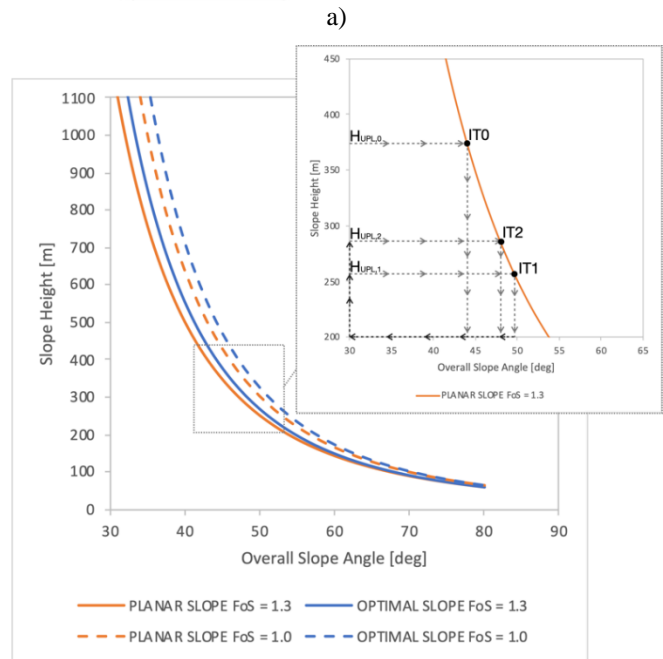 a)
450
400
350
300
250
200
Slope Height [m]
HUPL,0
HUPL,2
HUPL,1
IT0
IT2
IT1
30 35 40 45 50 55 60 65
Overall Slope Angle [deg]
PLANAR SLOPE FoS = 1.3
1100
1000
900
800
700
600
500
400
300
200
100
0
Slope Height [m]
30 40 50 60 70 80 90
Overall Slope Angle [deg]
PLANAR SLOPE FoS = 1.3 OPTIMAL SLOPE FoS = 1.3
PLANAR SLOPE FoS = 1.0 OPTIMAL SLOPE FoS = 1.0